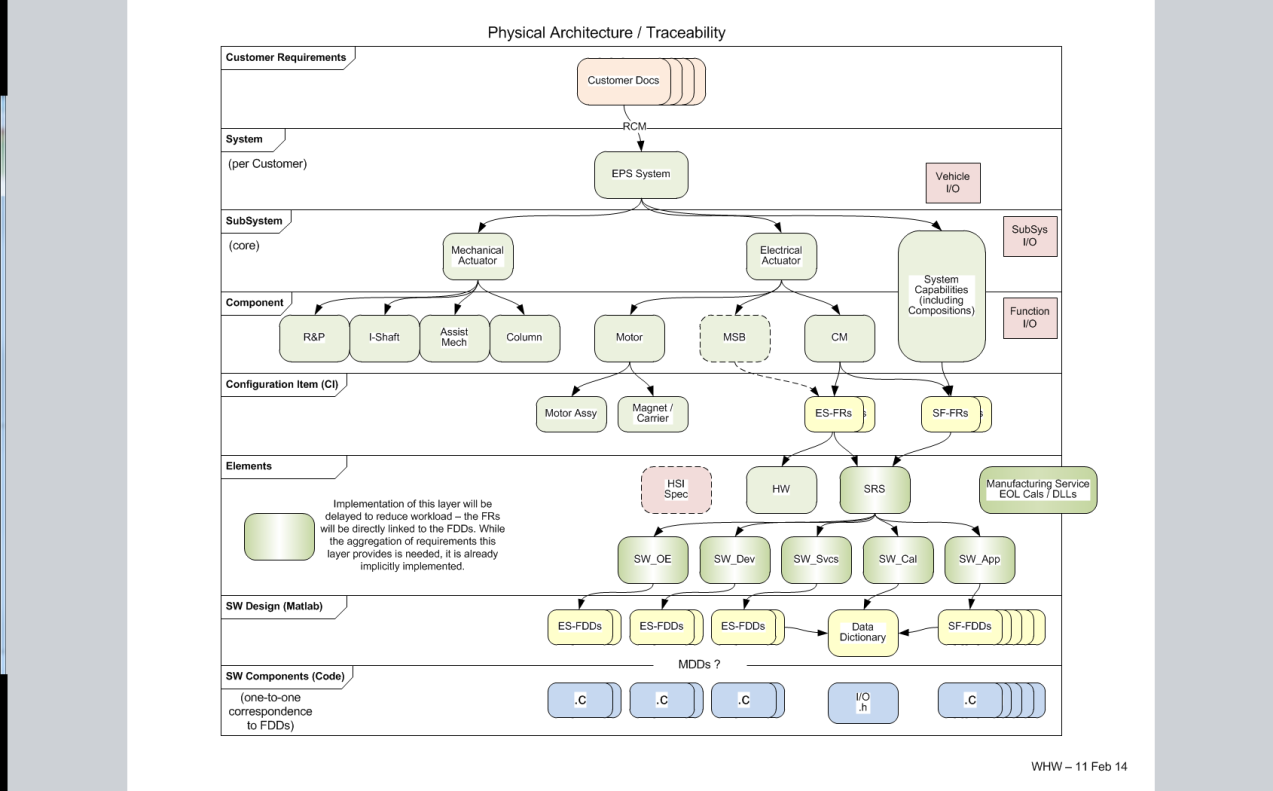 Physical Architecture / Traceability
Customer Requirements
Customer Docs
RCM
System
(per Customer)
EPS System
Vehicle
I/O
SubSystem
(core)
Mechanical
Actuator
Electrical
Actuator
System
Capabilities
(including
Compositions)
SubSys
I/O
Component
R&P
I-Shaft
Assist
Mech
Column
Motor
MSB
CM
Function
I/O
Configuration Item (CI)
Motor Assy
Magnet /
Carrier
ES-FRs
s
SF-FRs
s
Elements
Implementation of this layer will be
delayed to reduce workload – the FRs
will be directly linked to the FDDs. While
the aggregation of requirements this
layer provides is needed, it is already
implicitly implemented.
HSI
Spec
HW
SRS
Manufacturing Service
EOL Cals / DLLs
SW_OE
SW_Dev
SW_Svcs
SW_Cal
SW_App
SW Design (Matlab)
ES-FDDs
ES-FDDs
ES-FDDs
Data
Dictionary
SF-FDDs
MDDs ?
SW Components (Code)
(one-to-one
correspondence
to FDDs)
.c
.c
.c
I/O
.h
.c
WHW – 11 Feb 14